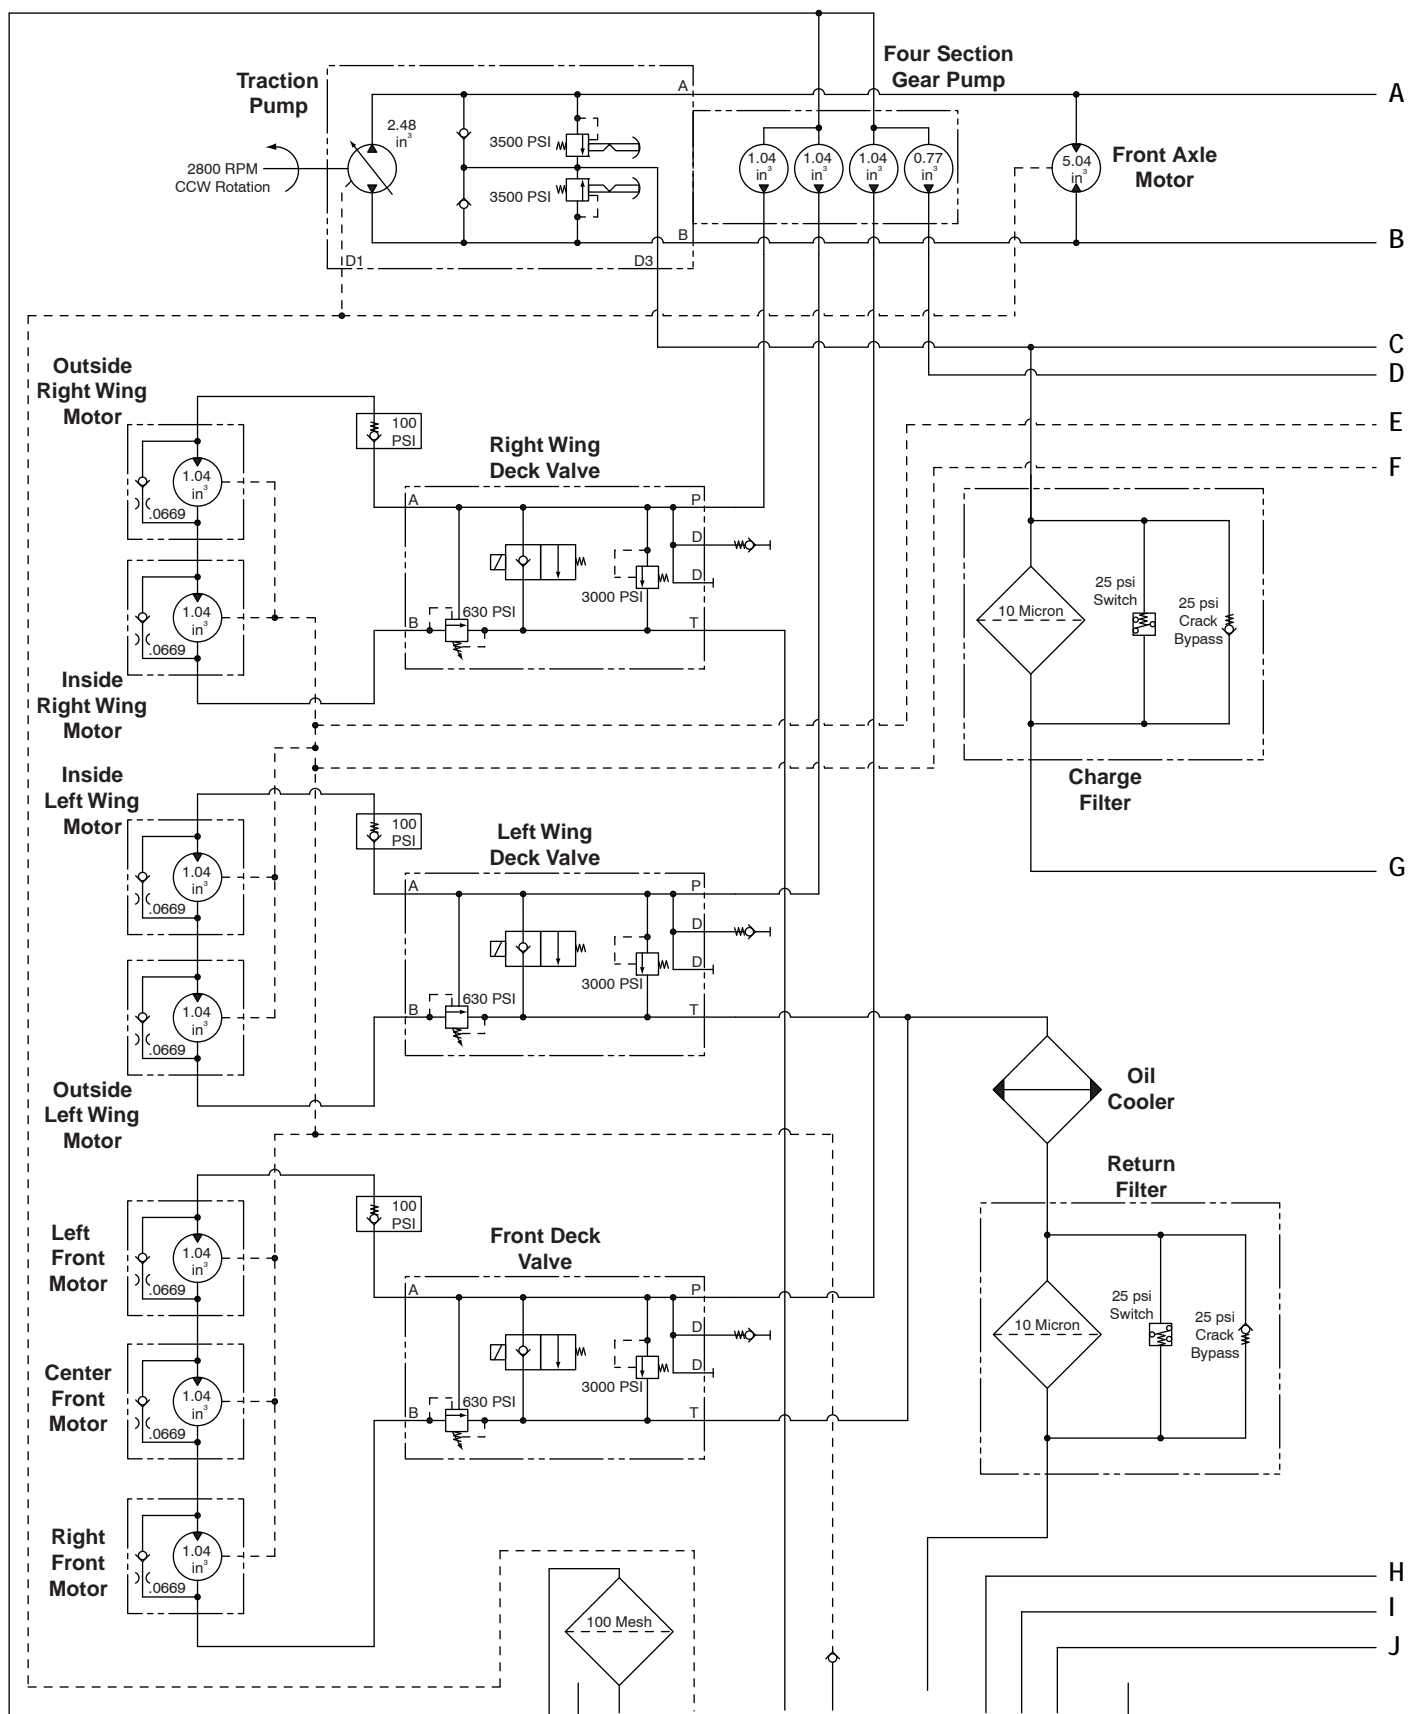 Four Section
Gear Pump
Traction
Pump
A
A
2.48
in³
3500 PSI
3500 PSI
2800 RPM
CCW Rotation
1.04
in³
1.04
in³
1.04
in³
0.77
in³
5.04
in³
Front Axle
Motor
B
B
D1
D3
C
D
E
F
Outside
Right Wing
Motor
100
PSI
1.04
in³
.0669
Right Wing
Deck Valve
A
P
D
D
3000 PSI
630 PSI
B
T
1.04
in³
.0669
Inside
Right Wing
Motor
10 Micron
25 psi
Switch
25 psi
Crack
Bypass
Charge
Filter
G
Inside
Left Wing
Motor
100
PSI
1.04
in³
.0669
Left Wing
Deck Valve
A
P
D
D
3000 PSI
630 PSI
B
T
1.04
in³
.0669
Outside
Left Wing
Motor
Oil
Cooler
Return
Filter
Left
Front
Motor
100
PSI
1.04
in³
.0669
Front Deck
Valve
A
P
D
D
3000 PSI
630 PSI
B
T
10 Micron
25 psi
Switch
25 psi
Crack
Bypass
Center
Front
Motor
1.04
in³
.0669
Right
Front
Motor
1.04
in³
.0669
100 Mesh
H
I
J